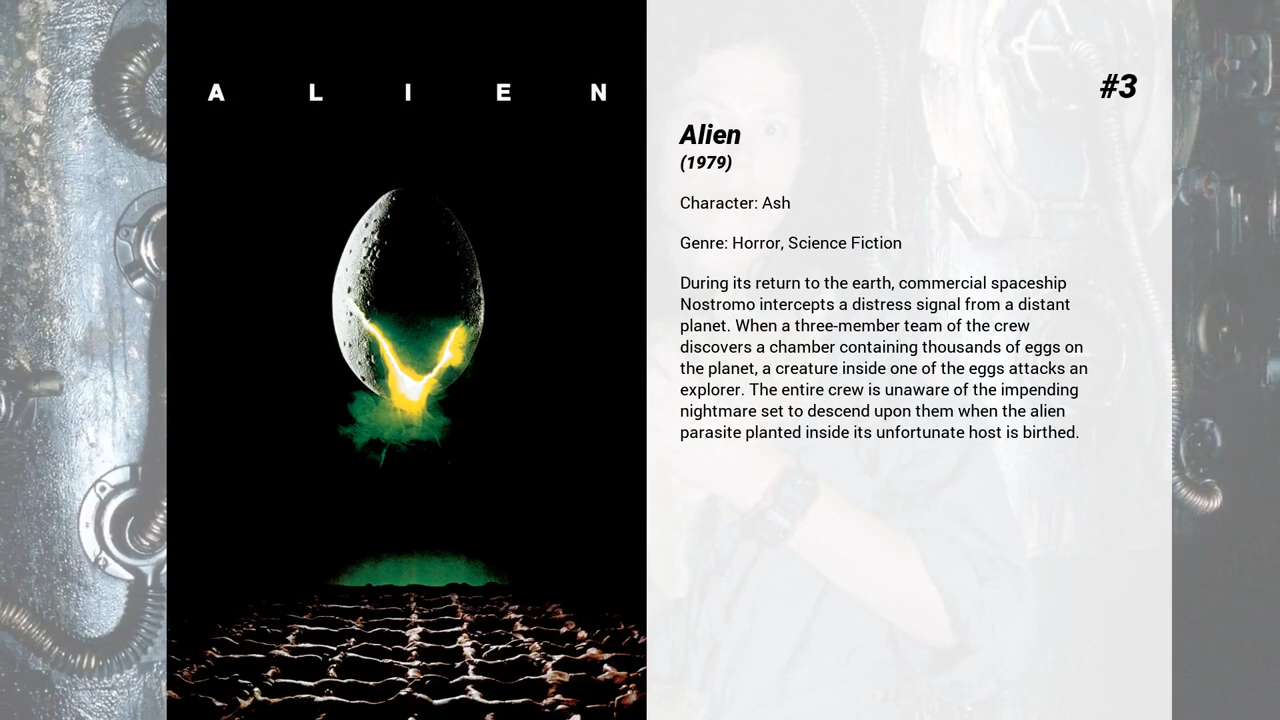 A L I E N
#3
Alien
(1979)
Character: Ash
Genre: Horror, Science Fiction
During its return to the earth, commercial spaceship
Nostromo intercepts a distress signal from a distant
planet. When a three-member team of the crew
discovers a chamber containing thousands of eggs on
the planet, a creature inside one of the eggs attacks an
explorer. The entire crew is unaware of the impending
nightmare set to descend upon them when the alien
parasite planted inside its unfortunate host is birthed.